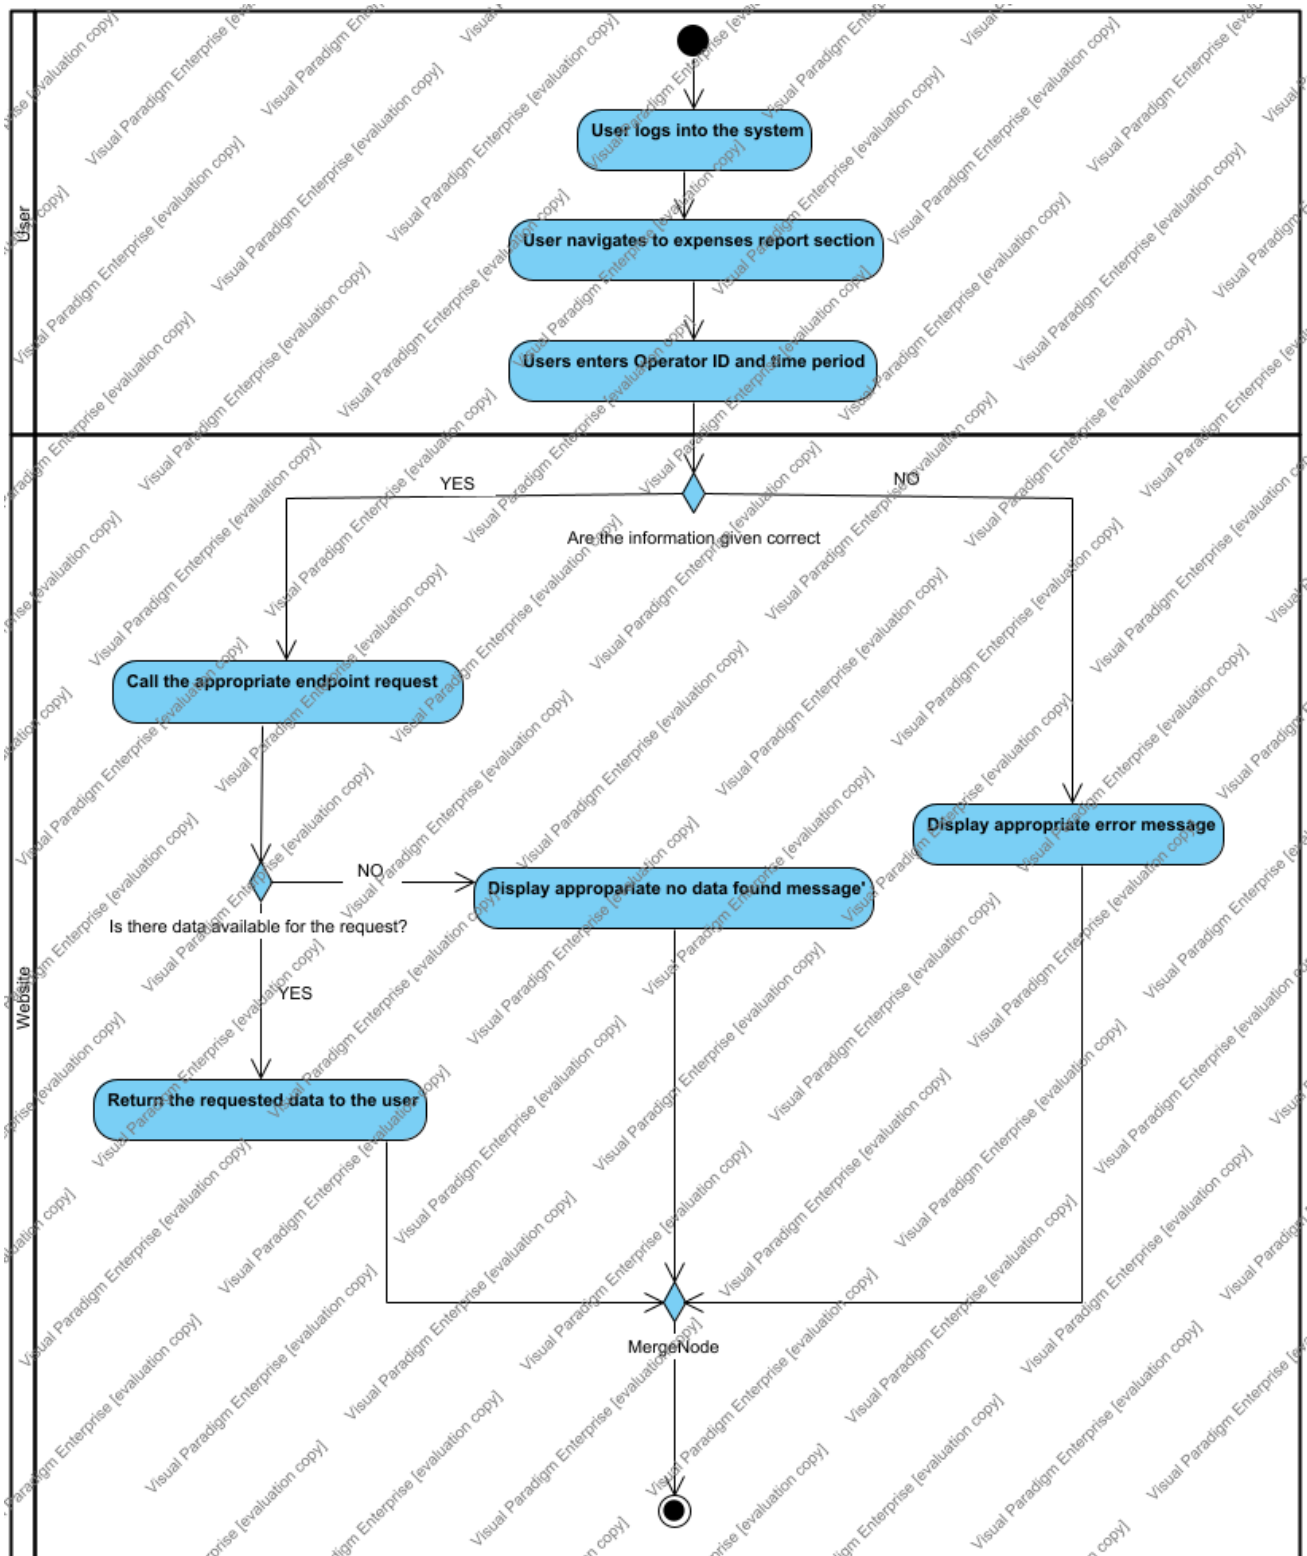 User
User logs into the system
User navigates to expenses report section
Users enters Operator ID and time period
Website
YES
NO
Are the information given correct
Call the appropriate endpoint request
Display appropriate error message
NO
Display appropariate no data found message'
Is there data available for the request?
YES
Return the requested data to the user
MergeNode
Visual Paradigm Enterprise [evaluation copy]